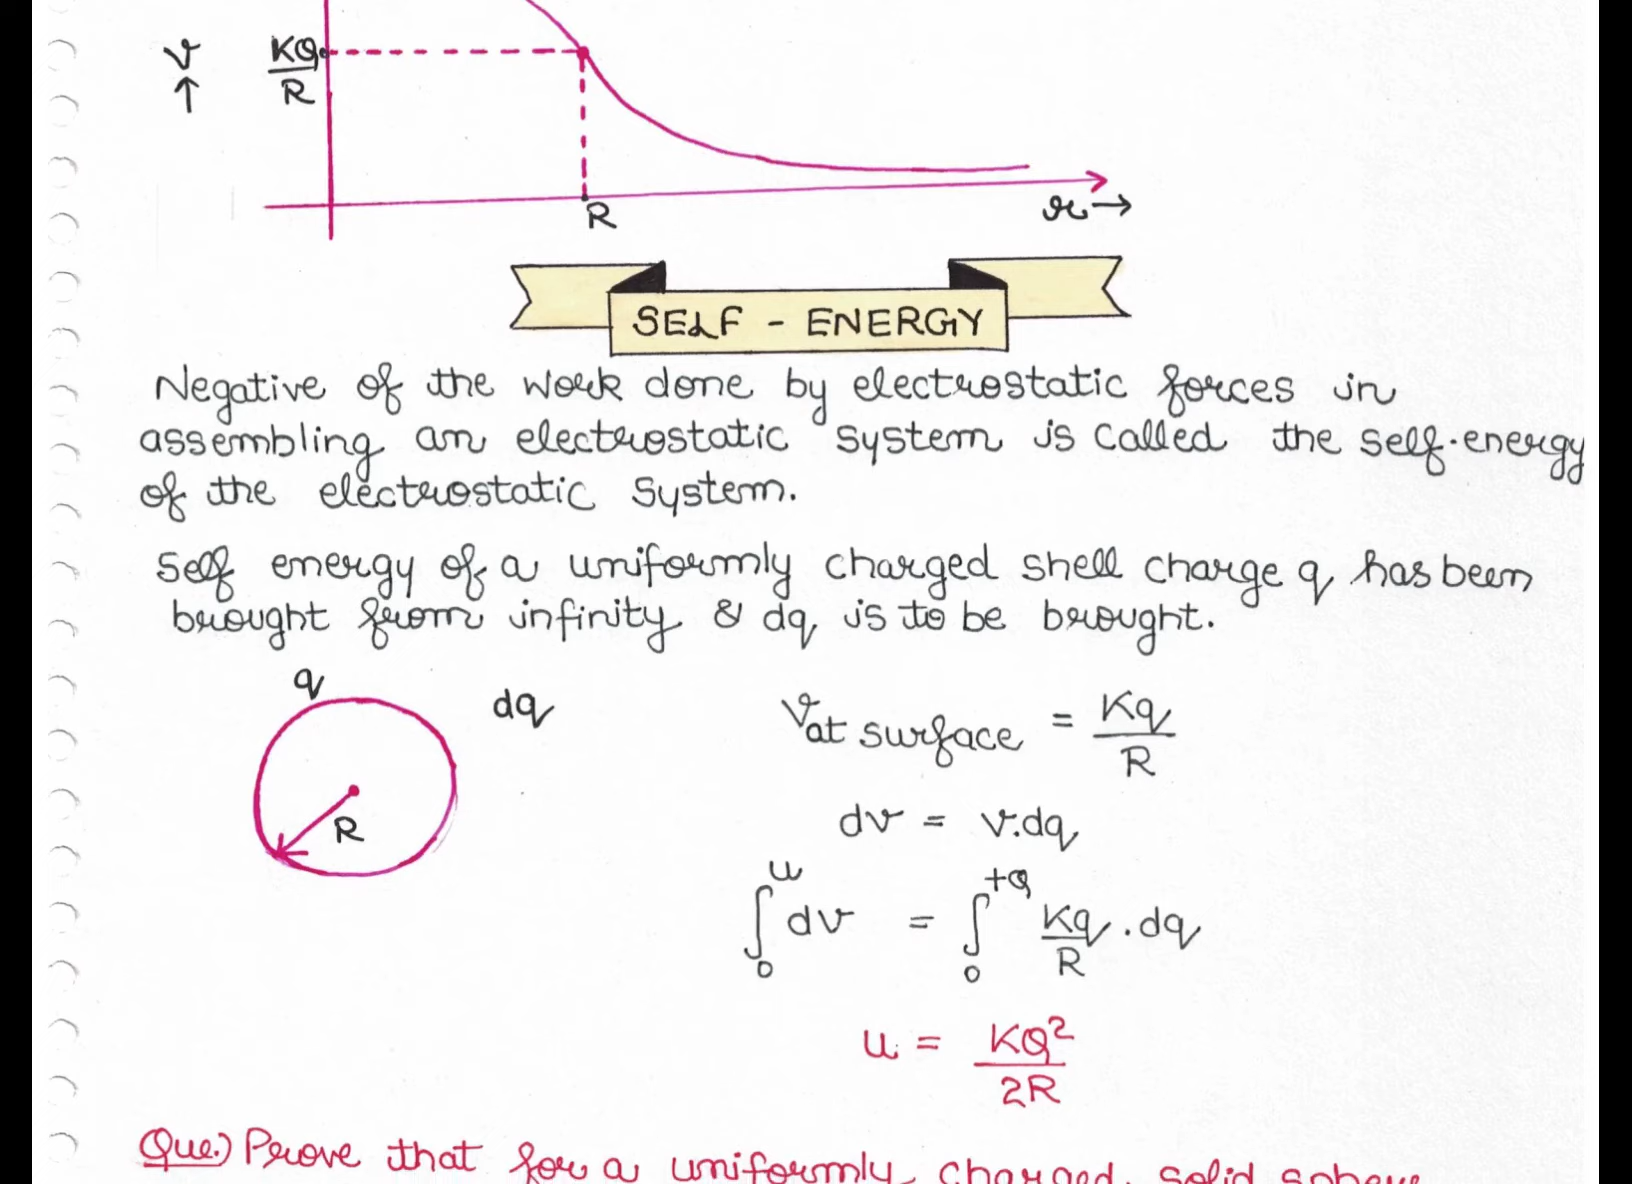 v
↑
KQ/R
R
r→
SELF - ENERGY
Negative of the work done by electrostatic forces in
assembling an electrostatic system is called the self-energy
of the electrostatic system.
Self energy of a uniformly charged shell charge q has been
brought from infinity & dq is to be brought.
q
dq
R
V at surface = Kq/R
dv = v.dq
∫₀ᵘ dv = ∫₀^{+Q} Kq/R . dq
U = KQ²/2R
Que.) Prove that for a uniformly charged solid sphere